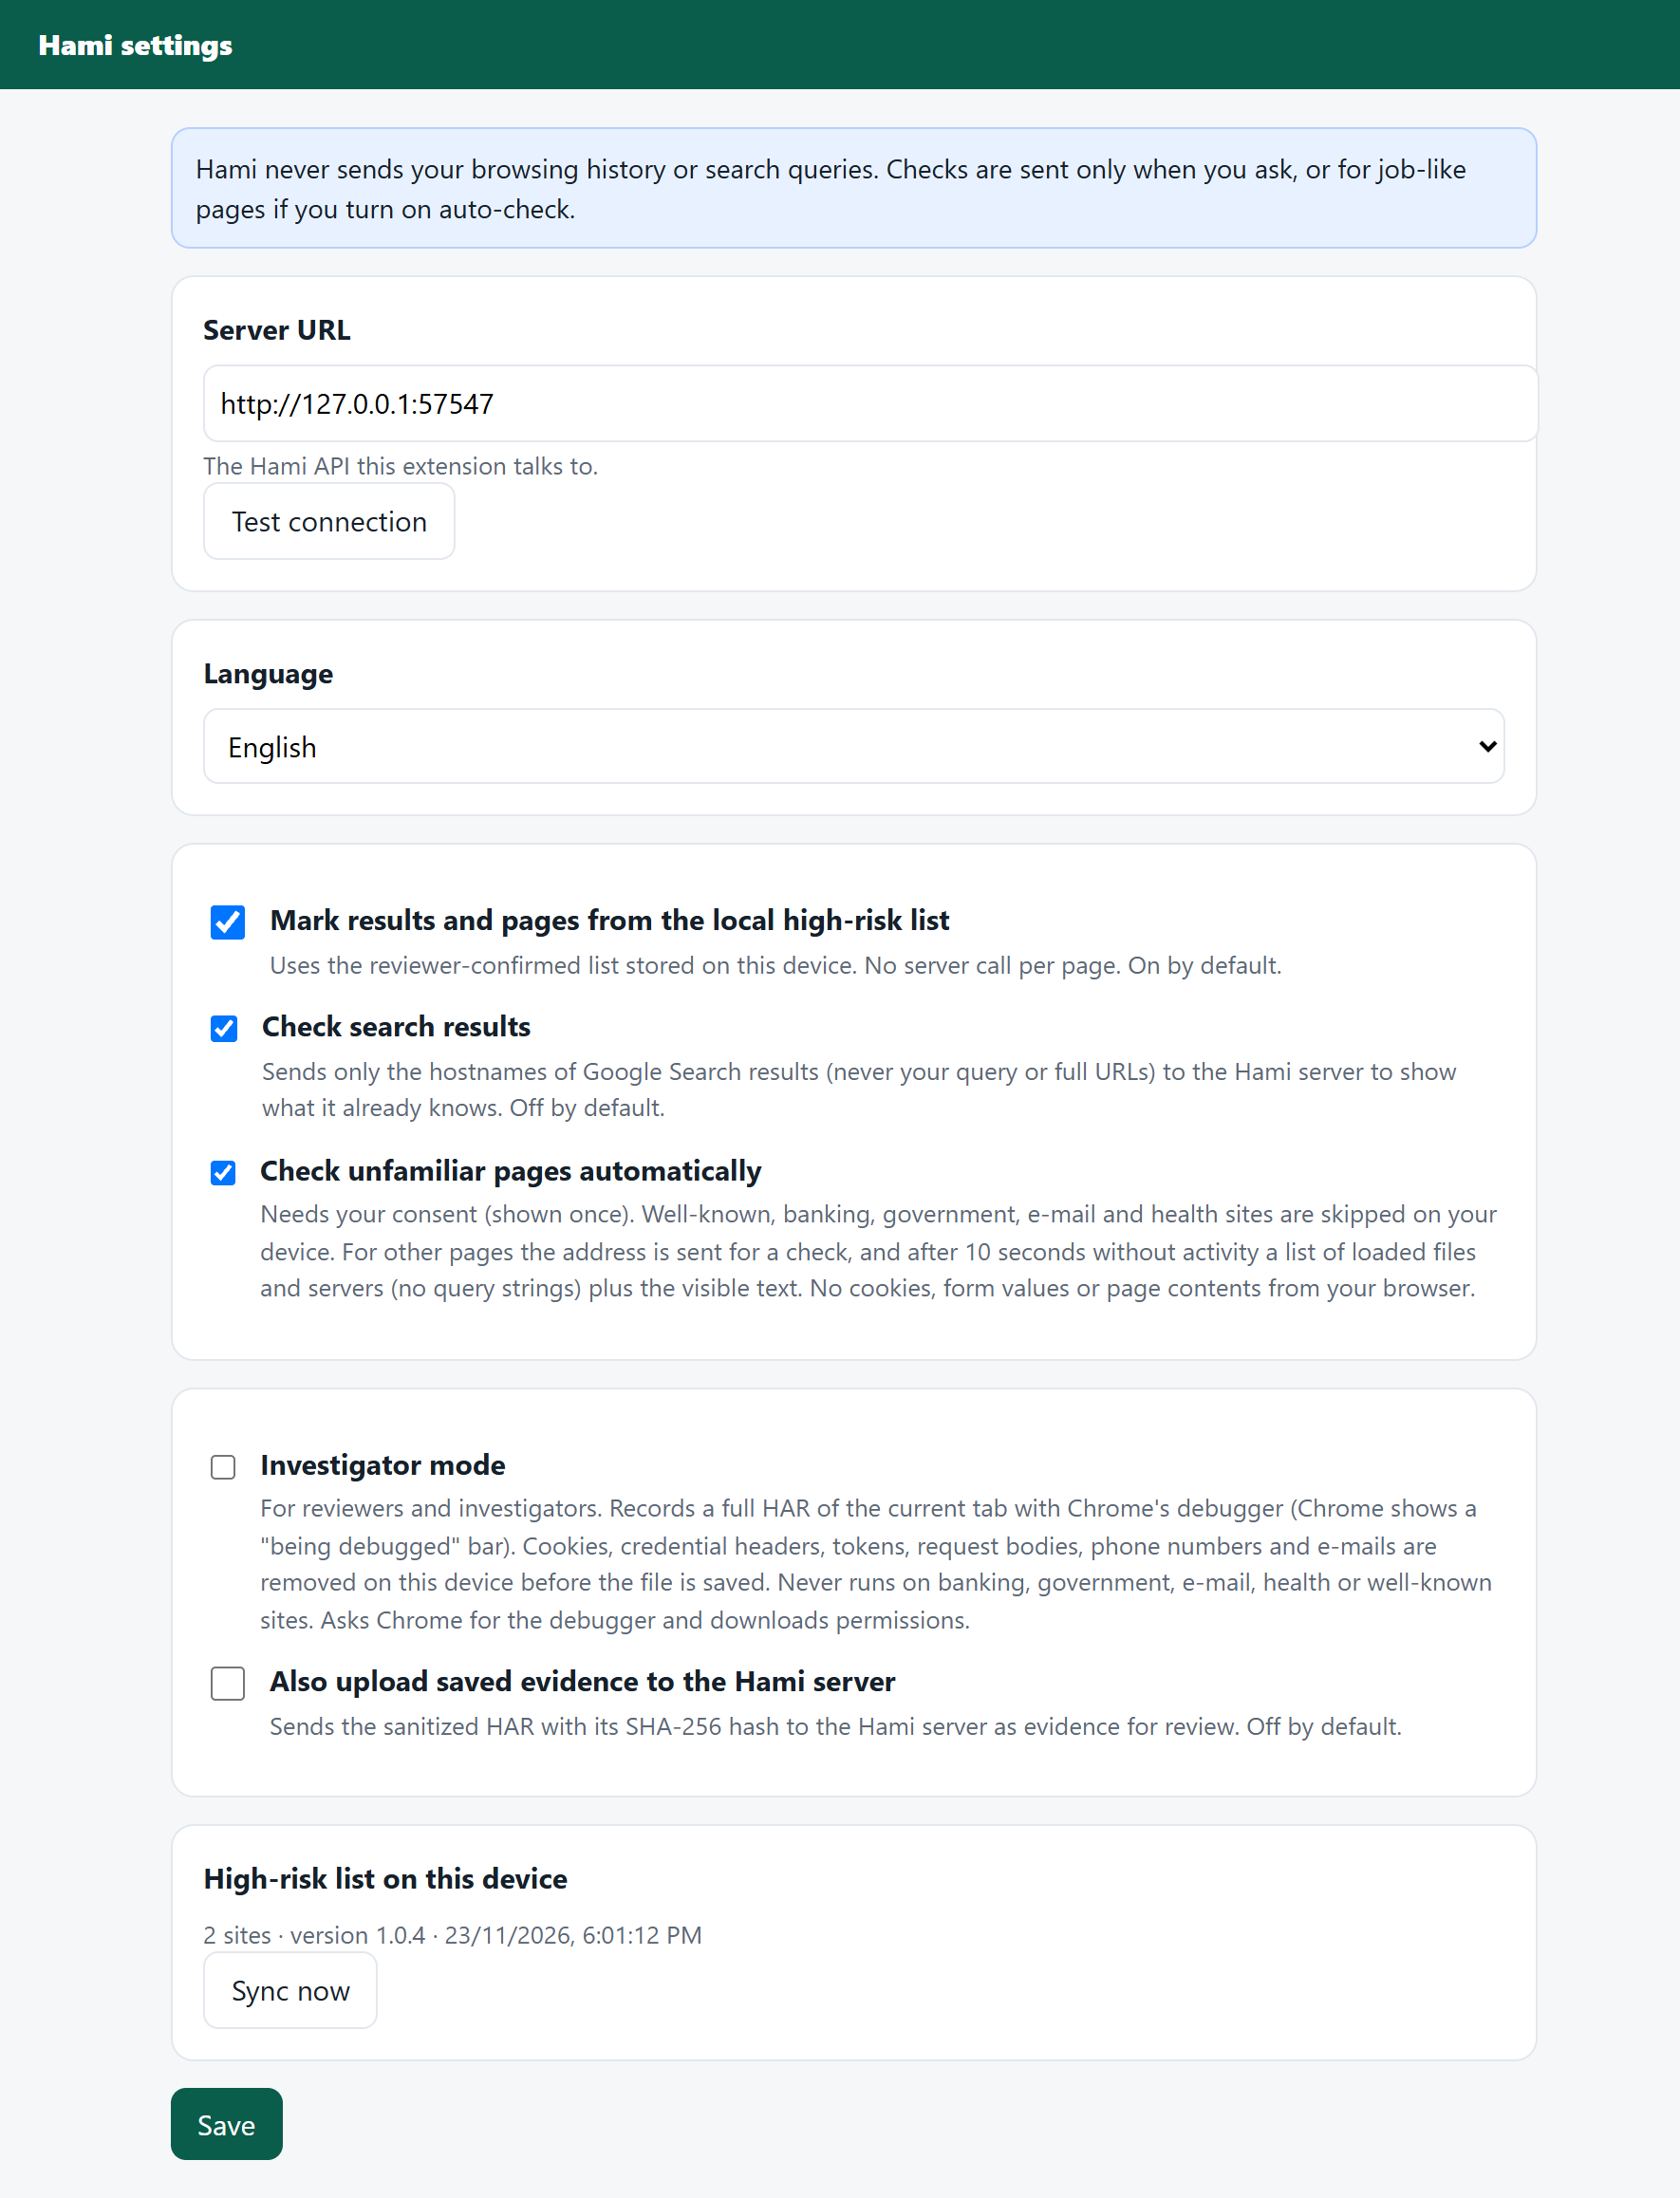 Hami settings
Hami never sends your browsing history or search queries. Checks are sent only when you ask, or for job-like
pages if you turn on auto-check.
Server URL
http://127.0.0.1:57547
The Hami API this extension talks to.
Test connection
Language
English
Mark results and pages from the local high-risk list
Uses the reviewer-confirmed list stored on this device. No server call per page. On by default.
Check search results
Sends only the hostnames of Google Search results (never your query or full URLs) to the Hami server to show
what it already knows. Off by default.
Check unfamiliar pages automatically
Needs your consent (shown once). Well-known, banking, government, e-mail and health sites are skipped on your
device. For other pages the address is sent for a check, and after 10 seconds without activity a list of loaded files
and servers (no query strings) plus the visible text. No cookies, form values or page contents from your browser.
Investigator mode
For reviewers and investigators. Records a full HAR of the current tab with Chrome's debugger (Chrome shows a
"being debugged" bar). Cookies, credential headers, tokens, request bodies, phone numbers and e-mails are
removed on this device before the file is saved. Never runs on banking, government, e-mail, health or well-known
sites. Asks Chrome for the debugger and downloads permissions.
Also upload saved evidence to the Hami server
Sends the sanitized HAR with its SHA-256 hash to the Hami server as evidence for review. Off by default.
High-risk list on this device
2 sites · version 1.0.4 · 23/11/2026, 6:01:12 PM
Sync now
Save